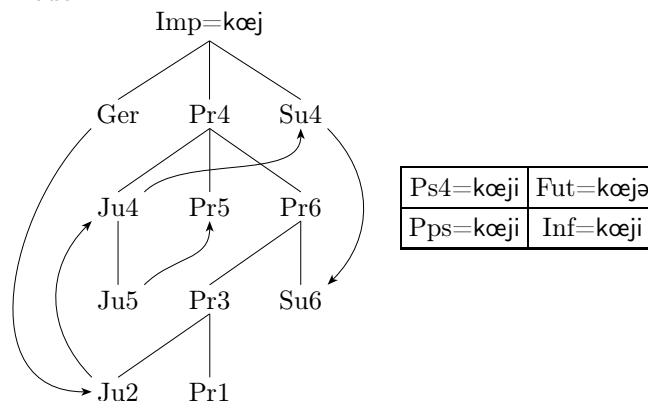 Imp=kœj
Ger Pr4 Su4
Ju4 Pr5 Pr6
Ju5 Pr3 Su6
Ju2 Pr1
Ps4=kœji Fut=kœjə
Pps=kœji Inf=kœji